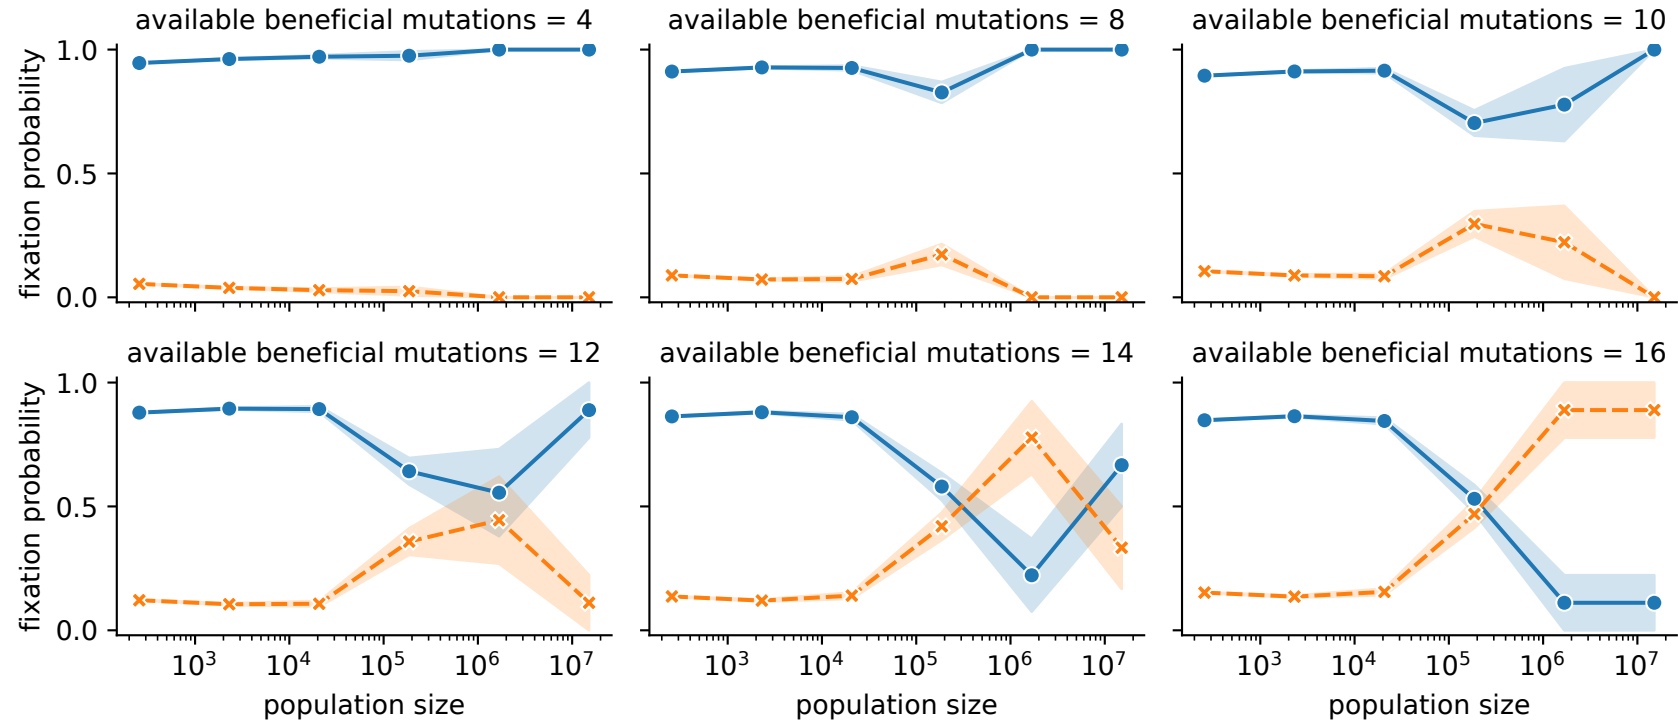 available beneficial mutations = 4
available beneficial mutations = 8
available beneficial mutations = 10
fixation probability
1.0
0.5
0.0
available beneficial mutations = 12
available beneficial mutations = 14
available beneficial mutations = 16
fixation probability
1.0
0.5
0.0
10³ 10⁴ 10⁵ 10⁶ 10⁷
10³ 10⁴ 10⁵ 10⁶ 10⁷
10³ 10⁴ 10⁵ 10⁶ 10⁷
population size
population size
population size